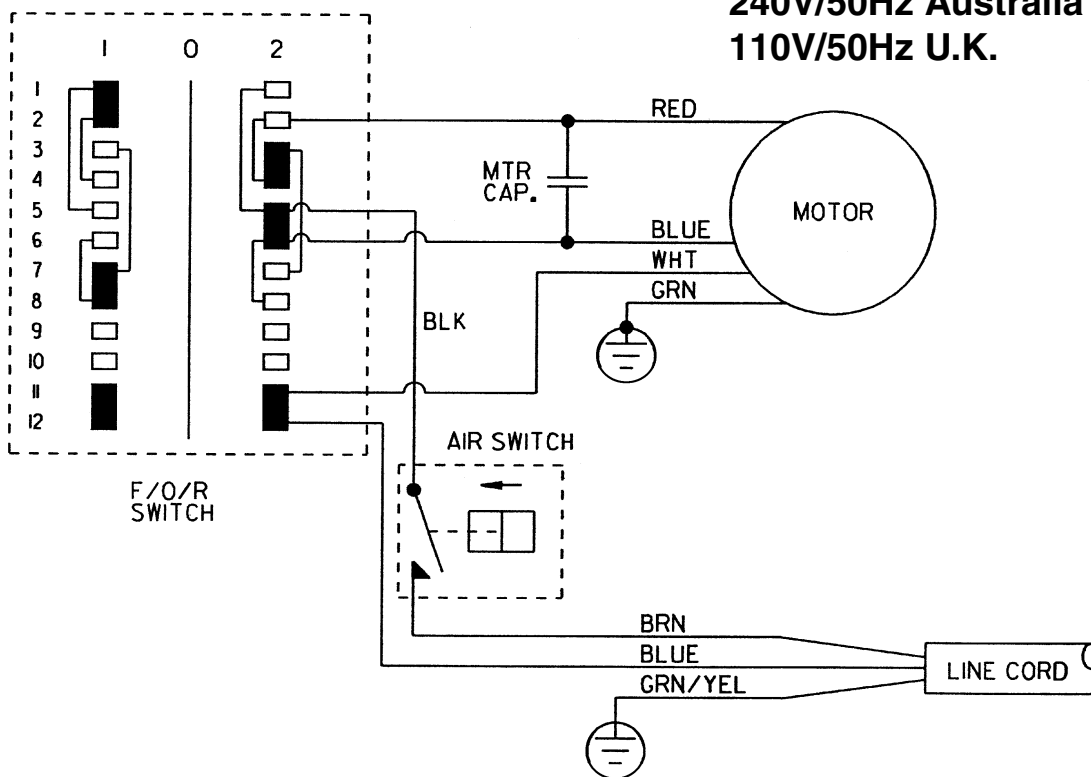 240V/50Hz Australia
110V/50Hz U.K.
1 0 2
1
2
3
4
5
6
7
8
9
10
11
12
F/O/R
SWITCH
RED
MTR
CAP.
BLUE
WHT
GRN
MOTOR
BLK
AIR SWITCH
BRN
BLUE
GRN/YEL
LINE CORD